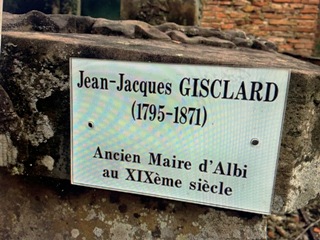 Jean-Jacques GISCLARD
(1795-1871)
Ancien Maire d'Albi
au XIXème siècle